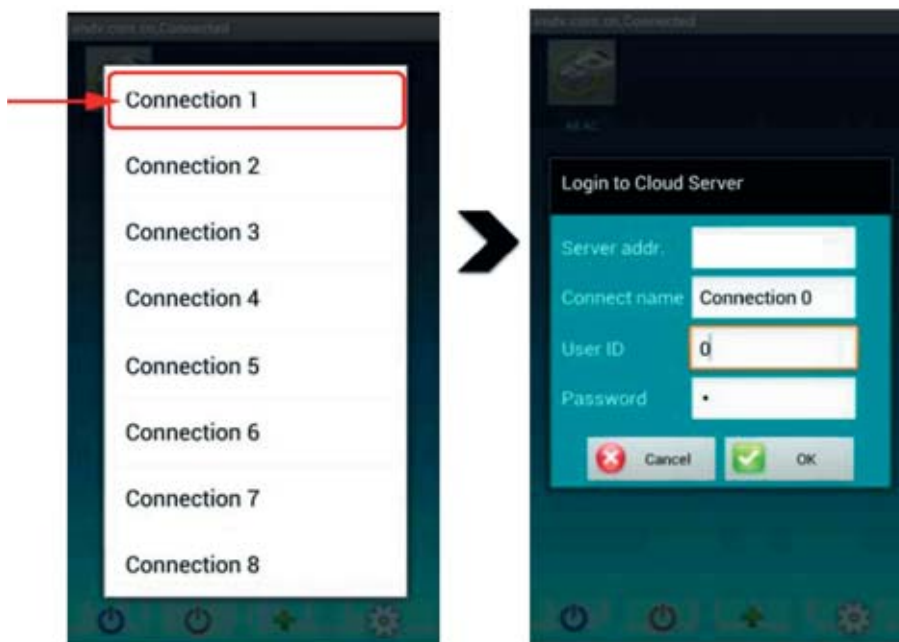 Connection 1
Connection 2
Connection 3
Connection 4
Connection 5
Connection 6
Connection 7
Connection 8
Login to Cloud Server
Server addr.
Connect name Connection 0
User ID 0
Password •
Cancel OK